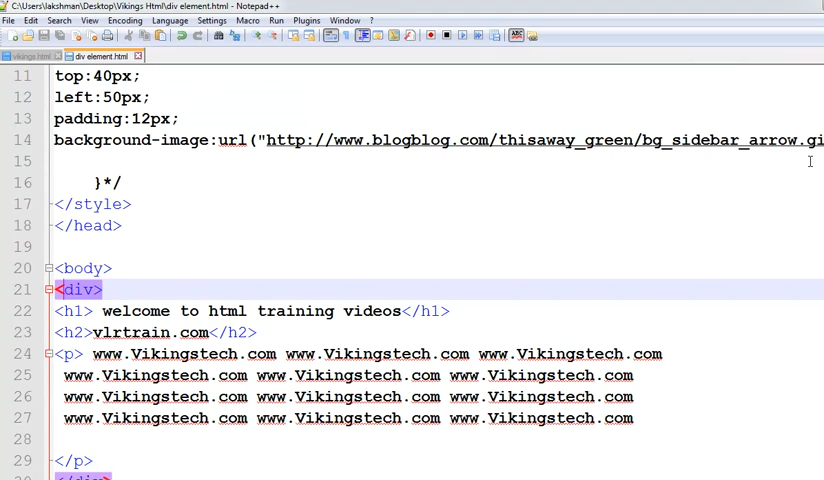 C:\Users\lakshman\Desktop\Vikings Html\div element.html - Notepad++
File Edit Search View Encoding Language Settings Macro Run Plugins Window ?
vikings html div element.html
11 top:40px;
12 left:50px;
13 padding:12px;
14 background-image:url("http://www.blogblog.com/thisaway_green/bg_sidebar_arrow.gi
15
16 }*/
17 </style>
18 </head>
19
20 <body>
21 <div>
22 <h1> welcome to html training videos</h1>
23 <h2>vlrtrain.com</h2>
24 <p> www.Vikingstech.com www.Vikingstech.com www.Vikingstech.com
25 www.Vikingstech.com www.Vikingstech.com www.Vikingstech.com
26 www.Vikingstech.com www.Vikingstech.com www.Vikingstech.com
27 www.Vikingstech.com www.Vikingstech.com www.Vikingstech.com
28
29 </p>
30 </div>